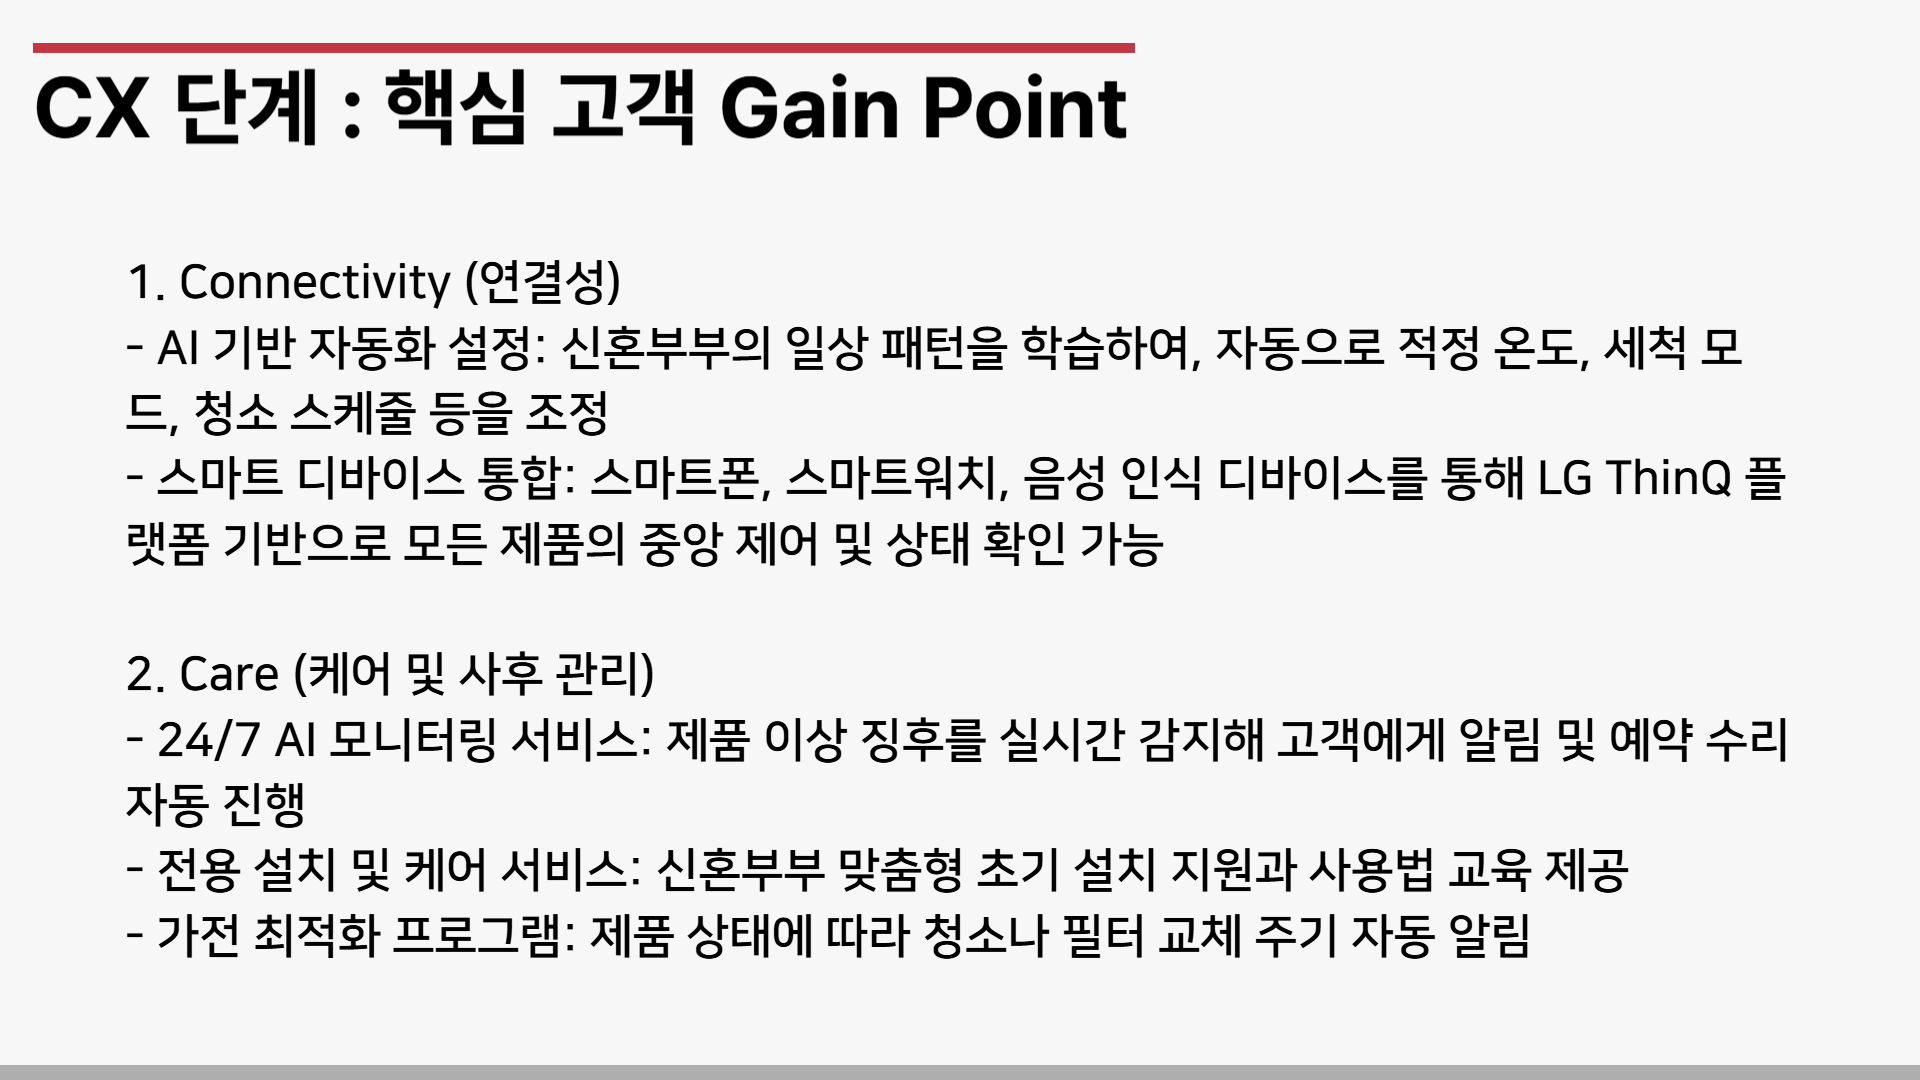 CX 단계 : 핵심 고객 Gain Point
1. Connectivity (연결성)
- AI 기반 자동화 설정: 신혼부부의 일상 패턴을 학습하여, 자동으로 적정 온도, 세척 모
드, 청소 스케줄 등을 조정
- 스마트 디바이스 통합: 스마트폰, 스마트워치, 음성 인식 디바이스를 통해 LG ThinQ 플
랫폼 기반으로 모든 제품의 중앙 제어 및 상태 확인 가능
2. Care (케어 및 사후 관리)
- 24/7 AI 모니터링 서비스: 제품 이상 징후를 실시간 감지해 고객에게 알림 및 예약 수리
자동 진행
- 전용 설치 및 케어 서비스: 신혼부부 맞춤형 초기 설치 지원과 사용법 교육 제공
- 가전 최적화 프로그램: 제품 상태에 따라 청소나 필터 교체 주기 자동 알림